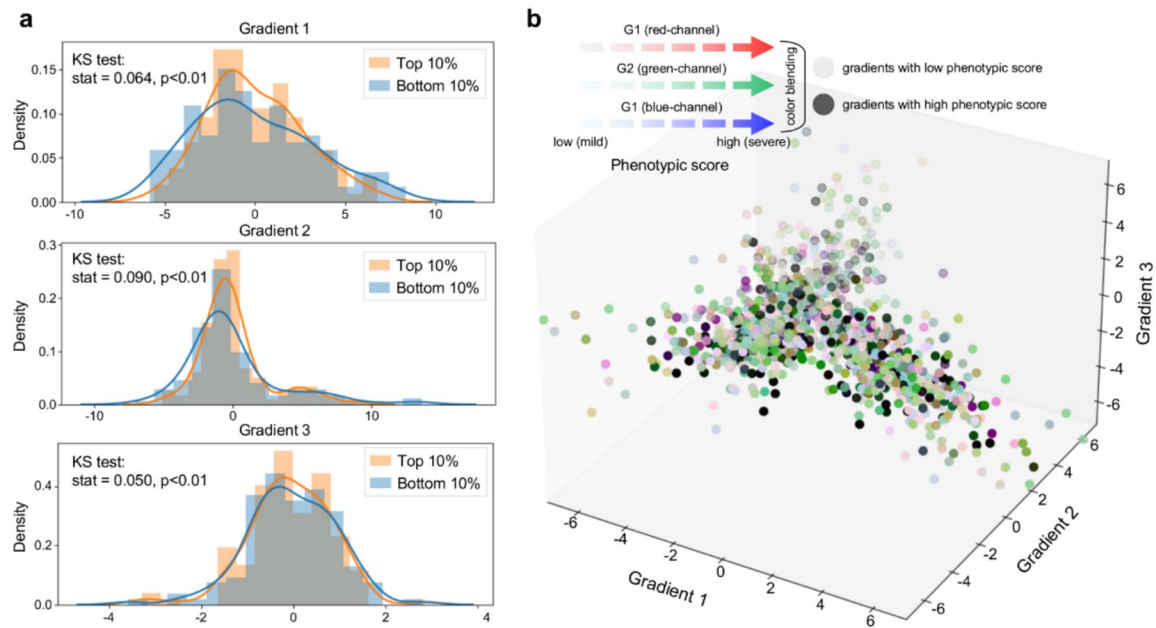 a
Gradient 1
KS test:
stat = 0.064, p<0.01
Top 10%
Bottom 10%
Density
0.15
0.10
0.05
0.00
-10 -5 0 5 10
Gradient 2
KS test:
stat = 0.090, p<0.01
Top 10%
Bottom 10%
Density
0.3
0.2
0.1
0.0
-10 0 10
Gradient 3
KS test:
stat = 0.050, p<0.01
Top 10%
Bottom 10%
Density
0.4
0.2
0.0
-4 -2 0 2 4
b
G1 (red-channel)
G2 (green-channel)
G1 (blue-channel)
low (mild) high (severe)
Phenotypic score
color blending
gradients with low phenotypic score
gradients with high phenotypic score
6
4
2
0
-2
-4
-6
Gradient 3
6
4
2
0
-2
-4
-6
Gradient 2
-6 -4 -2 0 2 4 6
Gradient 1